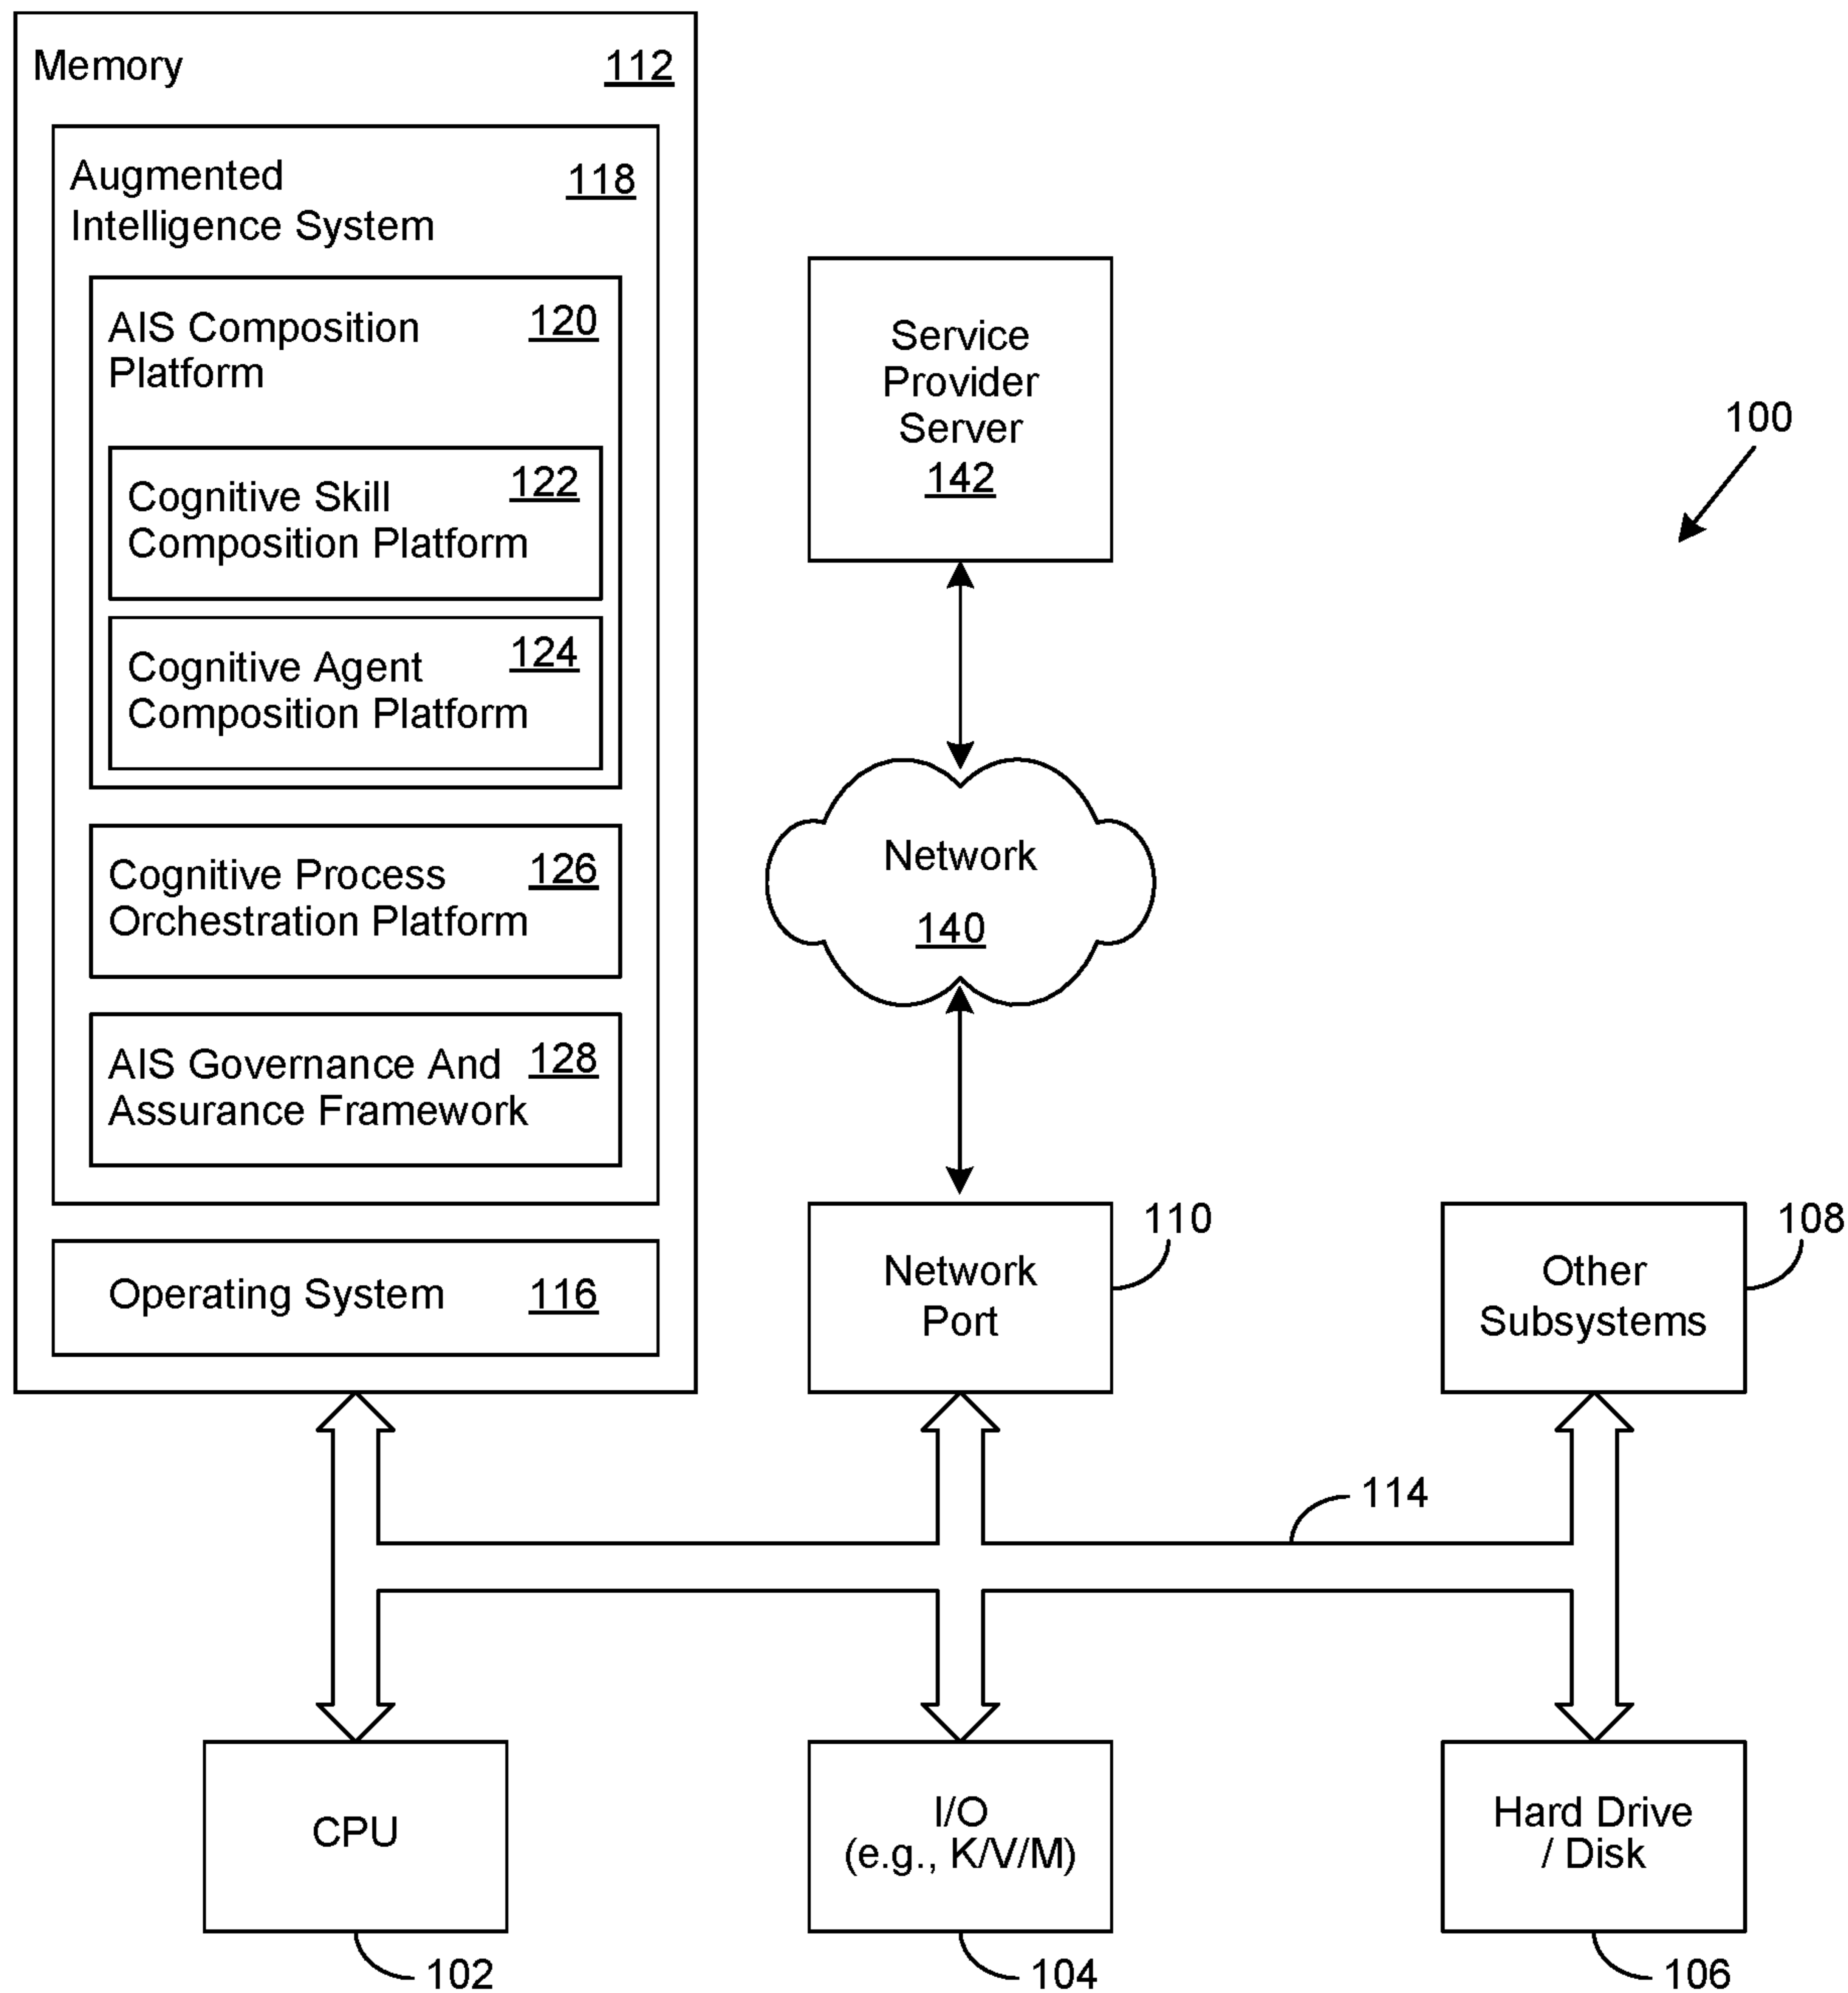 Memory 112
Augmented 118
Intelligence System
AIS Composition 120
Platform
Cognitive Skill 122
Composition Platform
Cognitive Agent 124
Composition Platform
Cognitive Process 126
Orchestration Platform
AIS Governance And 128
Assurance Framework
Operating System 116
Service
Provider
Server
142
100
Network
140
Network
Port
110
Other
Subsystems
108
114
CPU
102
I/O
(e.g., K/V/M)
104
Hard Drive
/ Disk
106